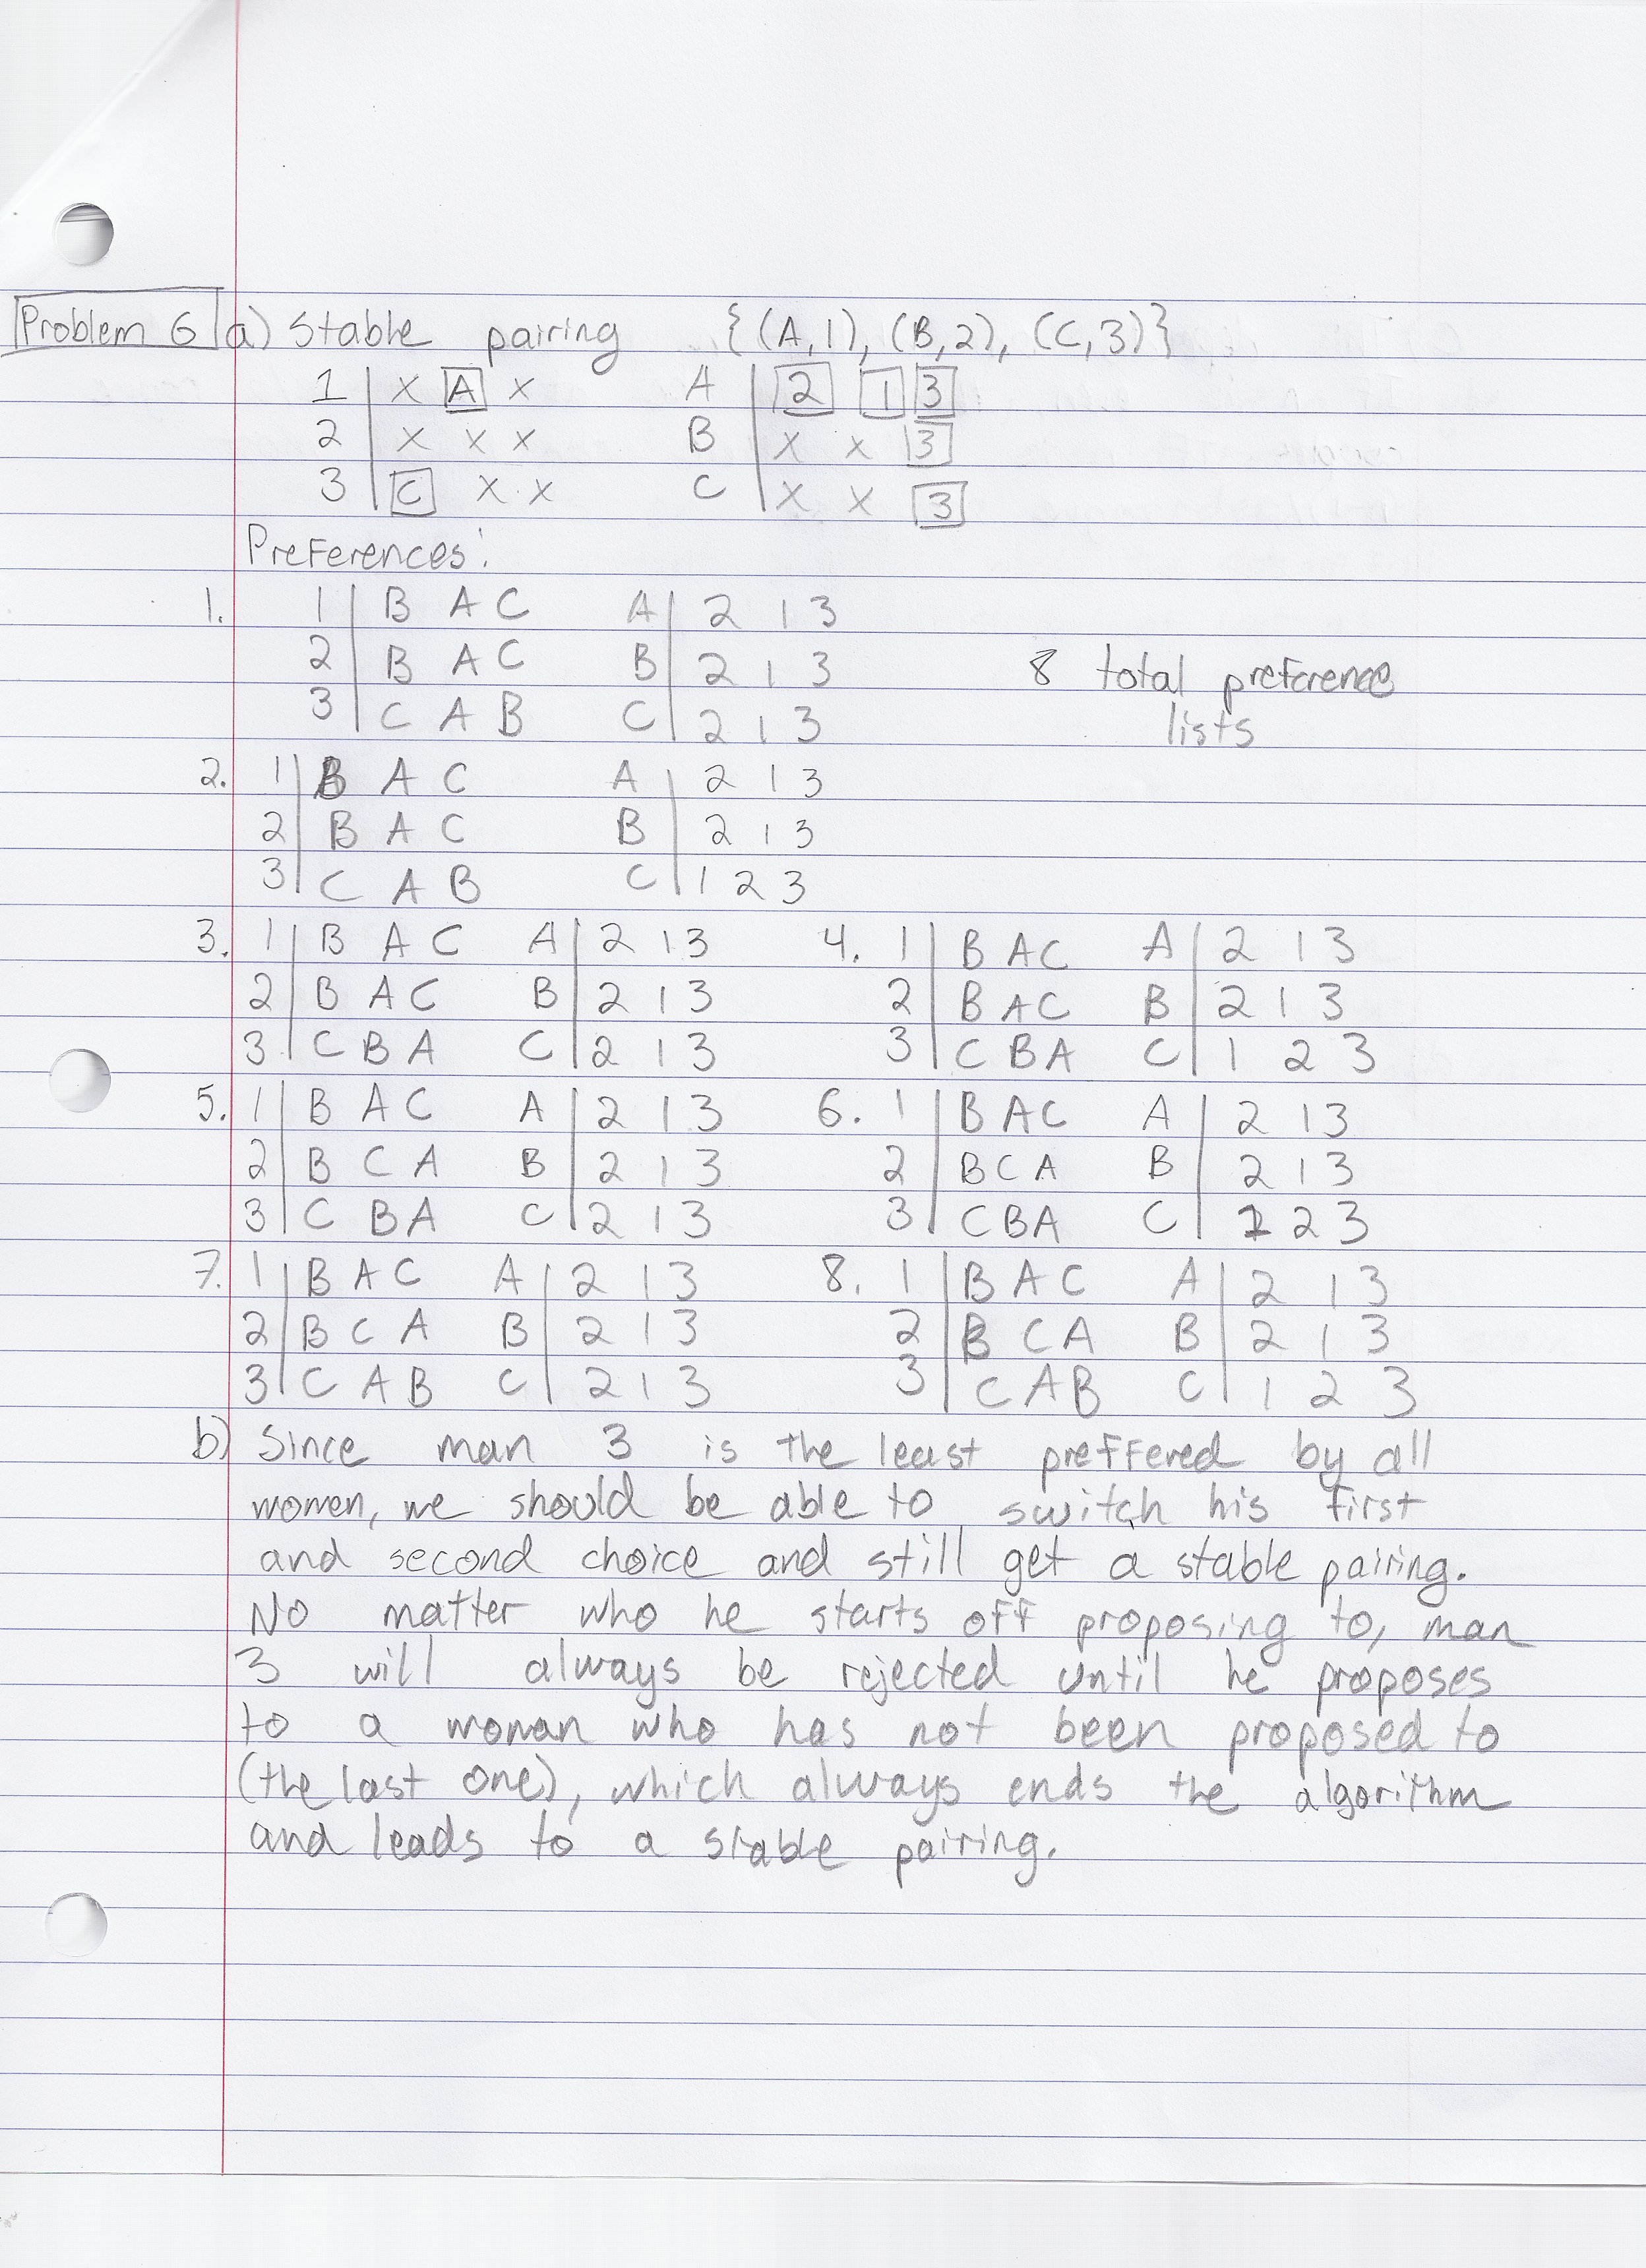 Problem 6 a) Stable pairing {(A,1), (B,2), (C,3)}
1 | x A x A | 2 1 3
2 | x x x B | x x 3
3 | C x x C | x x 3
Preferences:
1. 1 | B A C A | 2 1 3
2 | B A C B | 2 1 3 8 total preference
3 | C A B C | 2 1 3 lists
2. 1 | B A C A | 2 1 3
2 | B A C B | 2 1 3
3 | C A B C | 1 2 3
3. 1 | B A C A | 2 1 3 4. 1 | B A C A | 2 1 3
2 | B A C B | 2 1 3 2 | B A C B | 2 1 3
3 | C B A C | 2 1 3 3 | C B A C | 1 2 3
5. 1 | B A C A | 2 1 3 6. 1 | B A C A | 2 1 3
2 | B C A B | 2 1 3 2 | B C A B | 2 1 3
3 | C B A C | 2 1 3 3 | C B A C | 1 2 3
7. 1 | B A C A | 2 1 3 8. 1 | B A C A | 2 1 3
2 | B C A B | 2 1 3 2 | B C A B | 2 1 3
3 | C A B C | 2 1 3 3 | C A B C | 1 2 3
b) Since man 3 is the least preffered by all
women, we should be able to switch his first
and second choice and still get a stable pairing.
No matter who he starts off proposing to, man
3 will always be rejected until he proposes
to a woman who has not been proposed to
(the last one), which always ends the algorithm
and leads to a stable pairing.